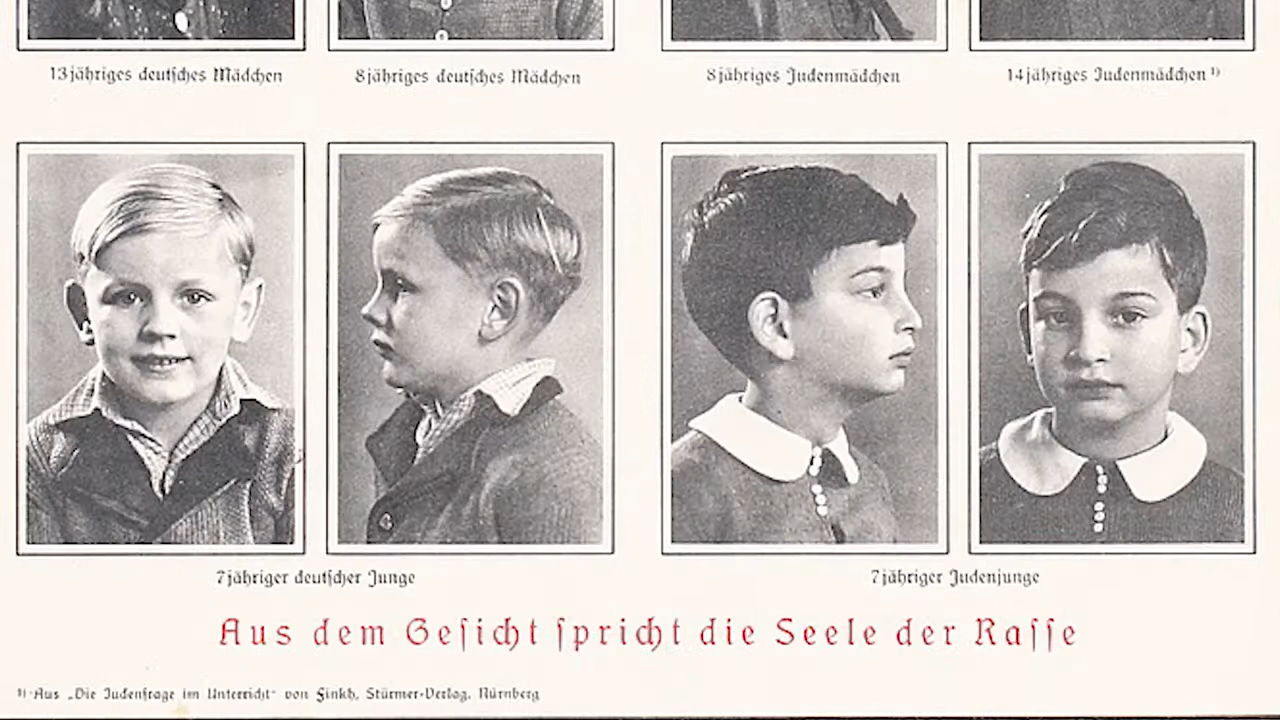 13jähriges deutſches Mädchen
8jähriges deutſches Mädchen
8jähriges Judenmädchen
14jähriges Judenmädchen ¹)
7jähriger deutſcher Junge
7jähriger Judenjunge
Aus dem Geſicht ſpricht die Seele der Raſſe
¹) Aus „Die Judenfrage im Unterricht“ von Finkh, Stürmer-Verlag, Nürnberg